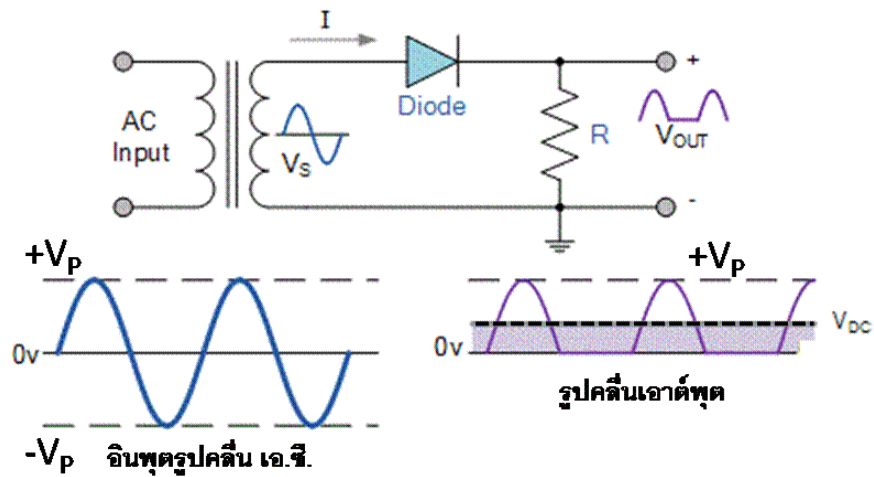 I
+
Diode
AC
Input
V_S
R
V_OUT
-
+V_P
+V_P
0v
0v
V_DC
รูปคลื่นเอาต์พุต
-V_P
อินพุตรูปคลื่น เอ.ซี.